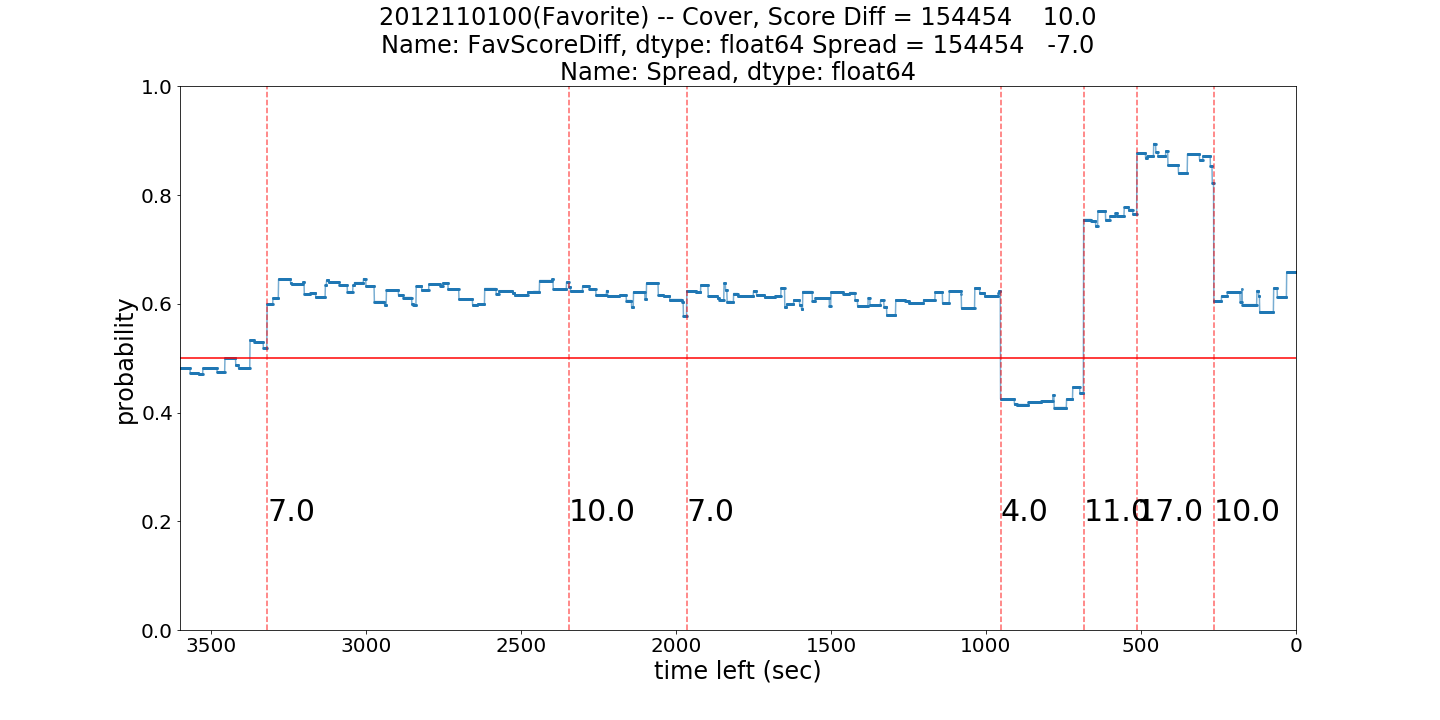 2012110100(Favorite) -- Cover, Score Diff = 154454    10.0
Name: FavScoreDiff, dtype: float64 Spread = 154454   -7.0
Name: Spread, dtype: float64
1.0
0.8
0.6
0.4
0.2
0.0
probability
7.0 10.0 7.0 4.0 11.0 17.0 10.0
3500 3000 2500 2000 1500 1000 500 0
time left (sec)